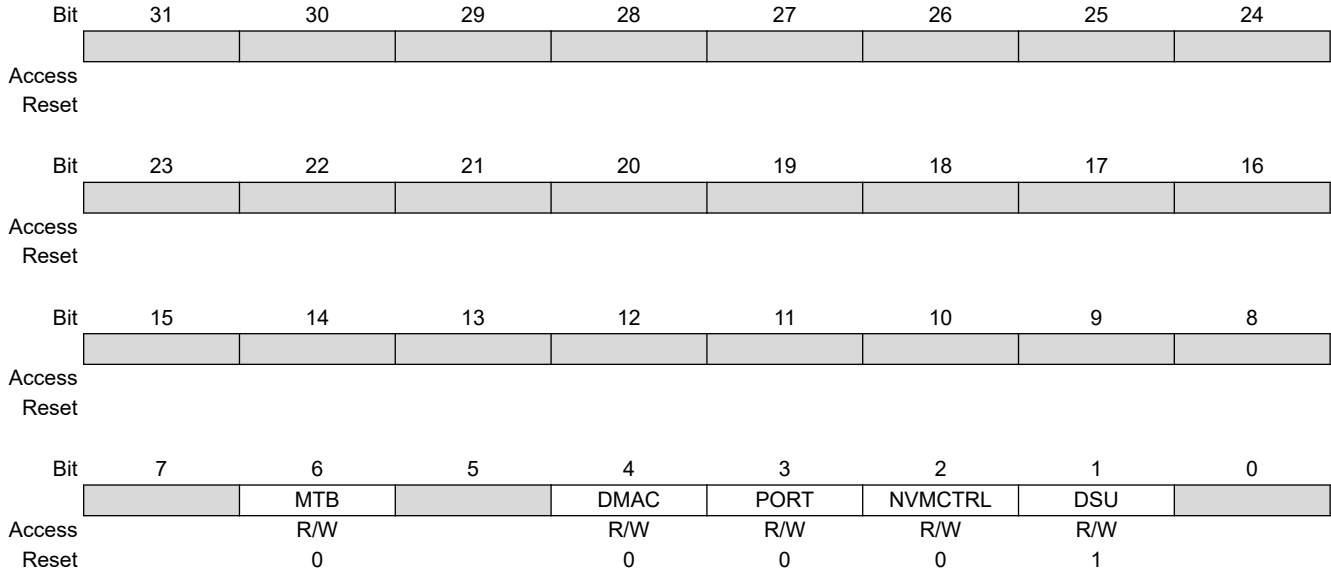 Bit 31 30 29 28 27 26 25 24
Access
Reset
Bit 23 22 21 20 19 18 17 16
Access
Reset
Bit 15 14 13 12 11 10 9 8
Access
Reset
Bit 7 6 5 4 3 2 1 0
MTB DMAC PORT NVMCTRL DSU
Access R/W R/W R/W R/W R/W
Reset 0 0 0 0 1